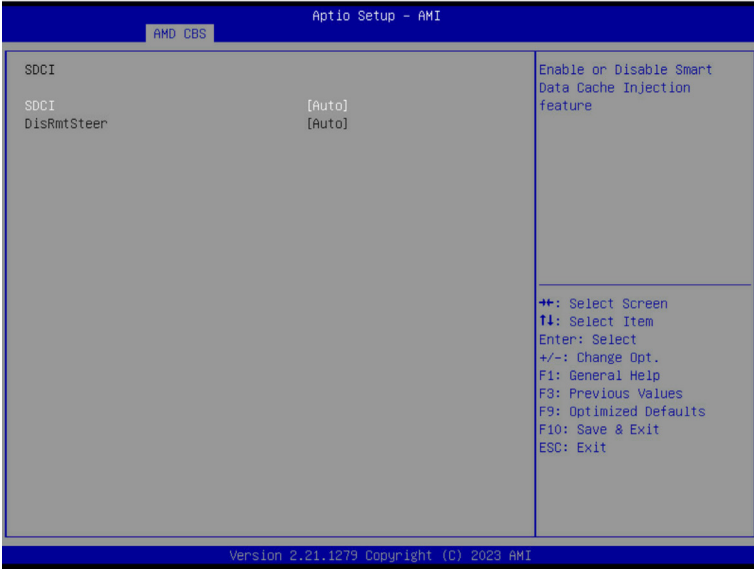 Aptio Setup - AMI
AMD CBS
SDCI
SDCI [Auto]
DisRmtSteer [Auto]
Enable or Disable Smart
Data Cache Injection
feature
→←: Select Screen
↑↓: Select Item
Enter: Select
+/-: Change Opt.
F1: General Help
F3: Previous Values
F9: Optimized Defaults
F10: Save & Exit
ESC: Exit
Version 2.21.1279 Copyright (C) 2023 AMI